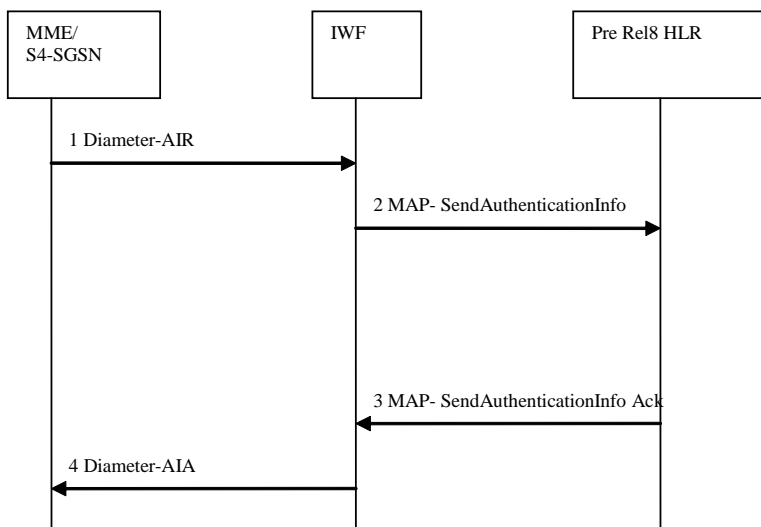 MME/
S4-SGSN
IWF
Pre Rel8 HLR
1 Diameter-AIR
2 MAP- SendAuthenticationInfo
3 MAP- SendAuthenticationInfo Ack
4 Diameter-AIA